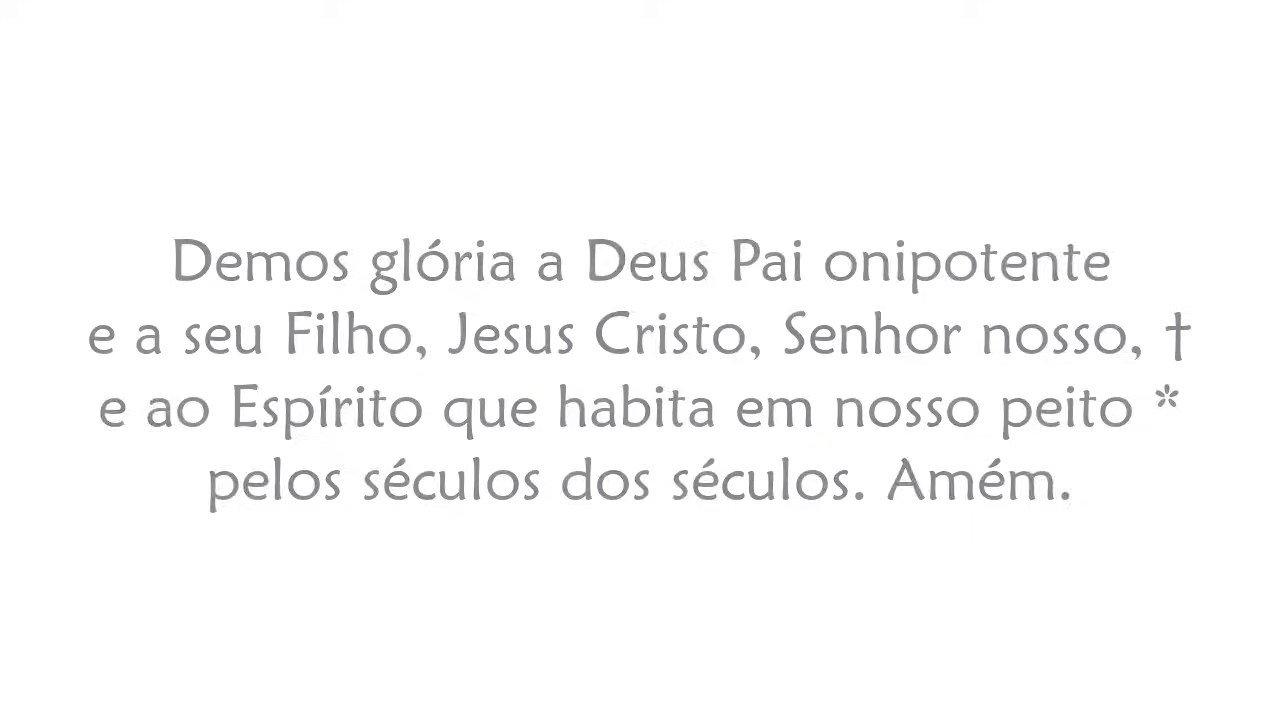 Demos glória a Deus Pai onipotente
e a seu Filho, Jesus Cristo, Senhor nosso, †
e ao Espírito que habita em nosso peito *
pelos séculos dos séculos. Amém.